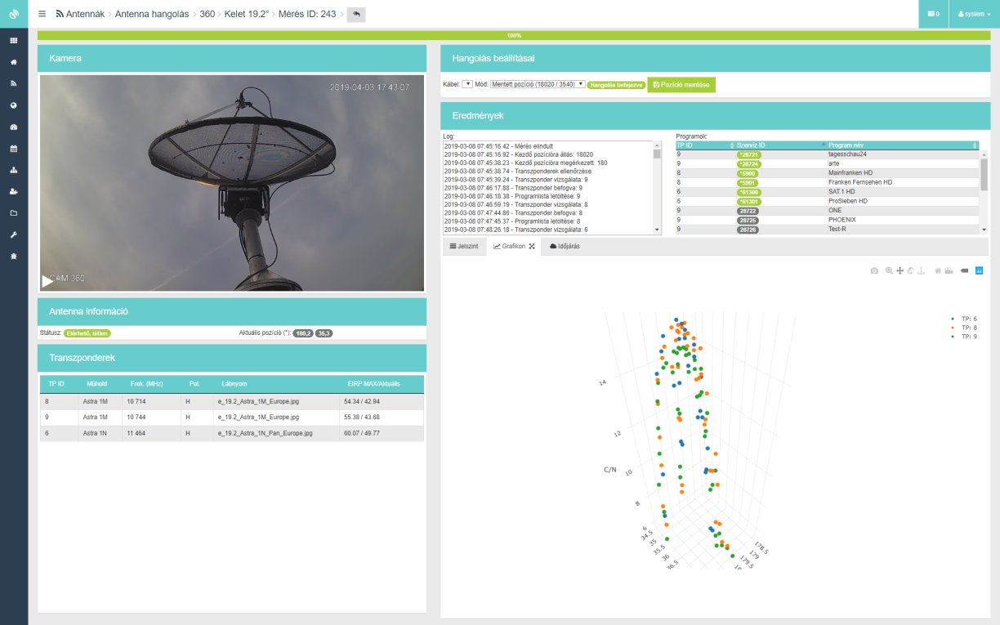 Antennák > Antenna hangolás > 360 > Kelet 19.2° > Mérés ID: 243 >
0
system
100%
Kamera
2019-04-03 17:43:07
CAM 360
Antenna információ
Státusz: Elérhető, tétlen
Aktuális pozíció (°): 180,2 35,3
Transzponderek
TP ID Műhold Frek. (MHz) Pol. Lábnyom EIRP MAX/Aktuális
8 Astra 1M 10 714 H e_19.2_Astra_1M_Europe.jpg 54.34 / 42.94
9 Astra 1M 10 744 H e_19.2_Astra_1M_Europe.jpg 55.38 / 43.68
6 Astra 1N 11 464 H e_19.2_Astra_1N_Pan_Europe.jpg 60.07 / 49.77
Hangolás beállításai
Kábel: Mód: Mentett pozíció (18020 / 3540) Hangolás befejezve Pozíció mentése
Eredmények
Log:
2019-03-08 07:45:16.42 - Mérés elindult
2019-03-08 07:45:16.92 - Kezdő pozícióra állás: 18020
2019-03-08 07:45:38.23 - Kezdő pozícióra megérkezett: 180
2019-03-08 07:45:38.74 - Transzponderek ellenőrzése
2019-03-08 07:45:39.24 - Transzponder vizsgálata: 9
2019-03-08 07:46:17.88 - Transzponder befogva: 9
2019-03-08 07:46:18.38 - Programlista letöltése: 9
2019-03-08 07:46:59.19 - Transzponder vizsgálata: 8
2019-03-08 07:47:44.86 - Transzponder befogva: 8
2019-03-08 07:47:45.37 - Programlista letöltése: 8
2019-03-08 07:48:26.18 - Transzponder vizsgálata: 6
Programok:
TP ID Szerviz ID Program név
9 *28721 tagesschau24
9 *28724 arte
8 *5900 Mainfranken HD
8 *5901 Franken Fernsehen HD
6 *61300 SAT.1 HD
6 *61301 ProSieben HD
9 28722 ONE
9 28725 PHOENIX
9 28726 Test-R
Jelszint Grafikon Időjárás
TP: 6
TP: 8
TP: 9
14
12
C/N 10
8
6
34.5
35
35.5
36
36.5
178.5
179
179.5